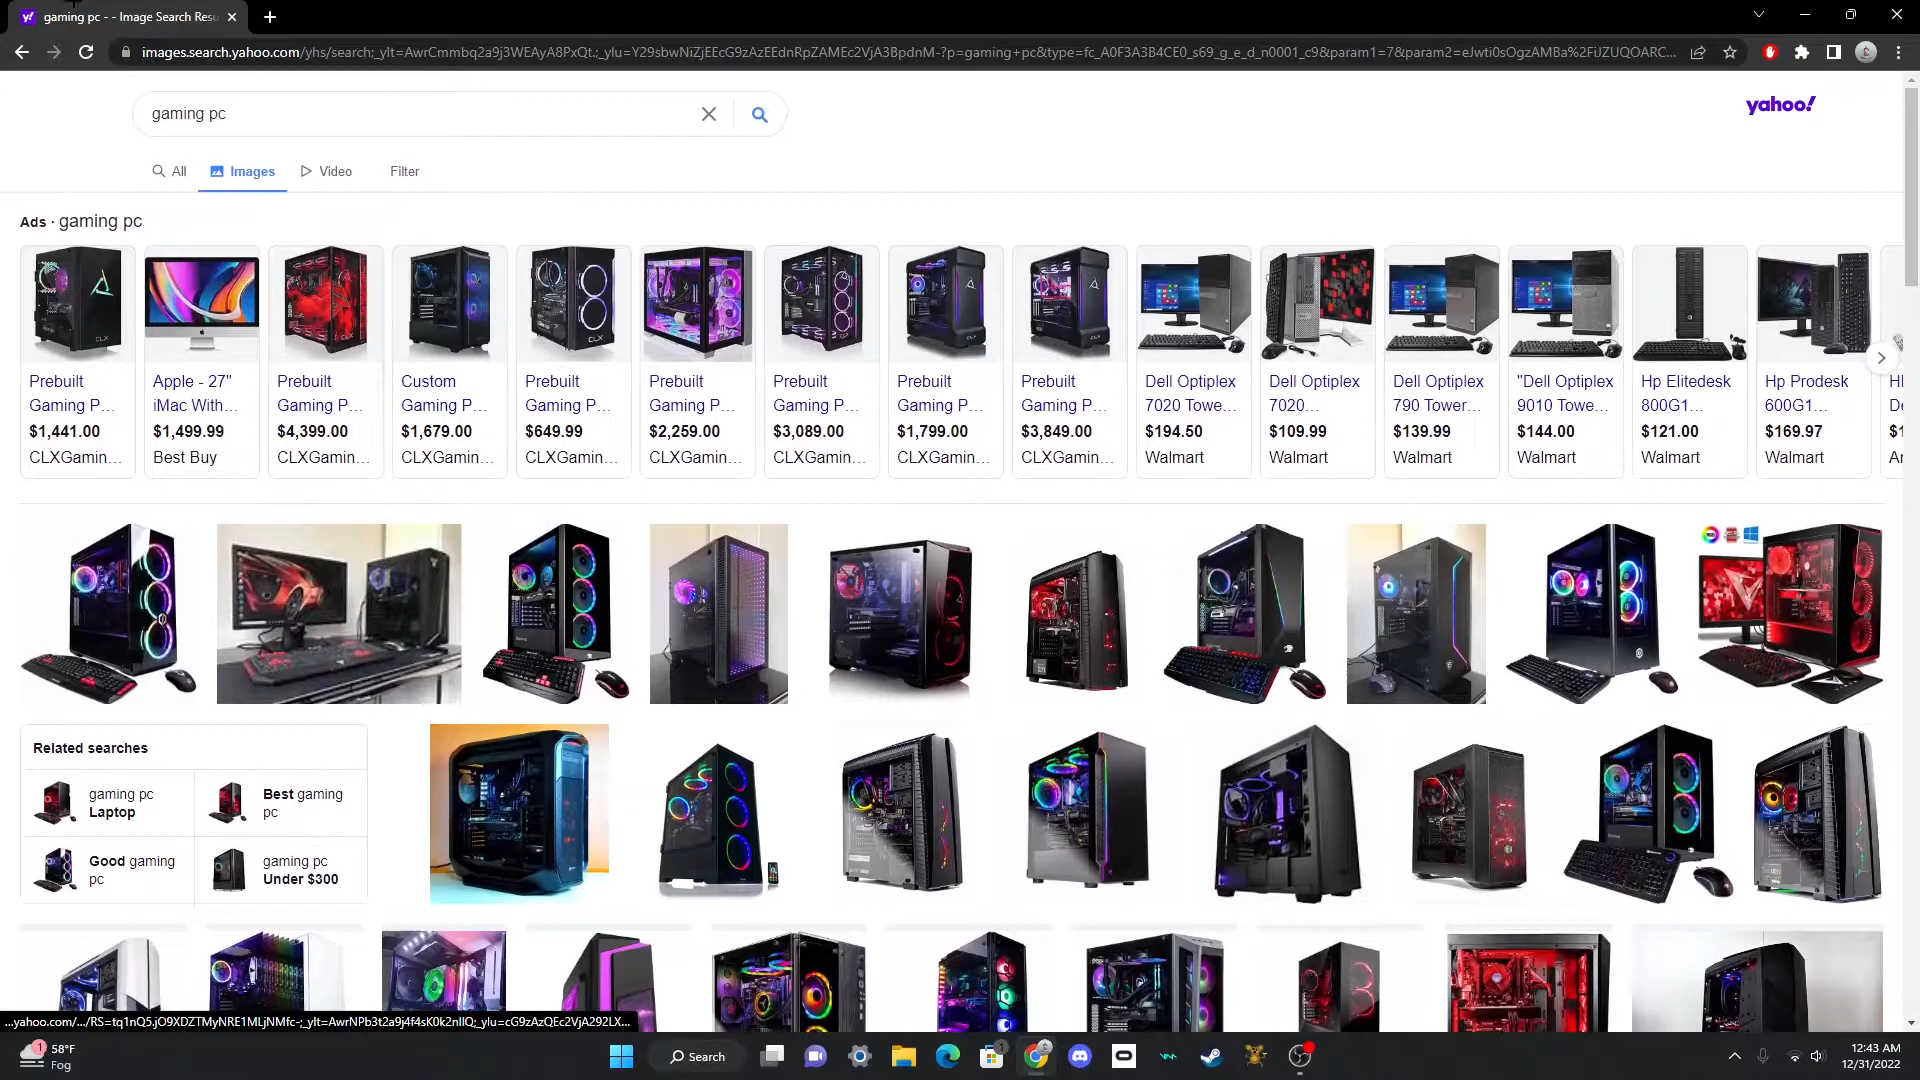 gaming pc - - Image Search Resu
images.search.yahoo.com/yhs/search;_ylt=AwrCmmbq2a9j3WEAyA8PxQt.;_ylu=Y29sbwNiZjEEcG9zAzEEdnRpZAMEc2VjA3BpdnM-?p=gaming+pc&type=fc_A0F3A3B4CE0_s69_g_e_d_n0001_c9&param1=7&param2=eJwti0sOgzAMBa%2FiJZUQOARC...
gaming pc
yahoo!
All Images Video Filter
Ads · gaming pc
CLX CLX CLX
Prebuilt Gaming P...
$1,441.00
CLXGamin...
Apple - 27" iMac With...
$1,499.99
Best Buy
Prebuilt Gaming P...
$4,399.00
CLXGamin...
Custom Gaming P...
$1,679.00
CLXGamin...
Prebuilt Gaming P...
$649.99
CLXGamin...
Prebuilt Gaming P...
$2,259.00
CLXGamin...
Prebuilt Gaming P...
$3,089.00
CLXGamin...
Prebuilt Gaming P...
$1,799.00
CLXGamin...
Prebuilt Gaming P...
$3,849.00
CLXGamin...
Dell Optiplex 7020 Towe...
$194.50
Walmart
Dell Optiplex 7020...
$109.99
Walmart
Dell Optiplex 790 Tower...
$139.99
Walmart
"Dell Optiplex 9010 Towe...
$144.00
Walmart
Hp Elitedesk 800G1...
$121.00
Walmart
Hp Prodesk 600G1...
$169.97
Walmart
Related searches
gaming pc Laptop
Best gaming pc
Good gaming pc
gaming pc Under $300
...yahoo.com/.../RS=tq1nQ5.jO9XDZTMyNRE1MLjNMfc-;_ylt=AwrNPb3t2a9j4f4sK0k2nIIQ;_ylu=cG9zAzQEc2VjA292LX...
1
58°F
Fog
Search
1
12:43 AM
12/31/2022